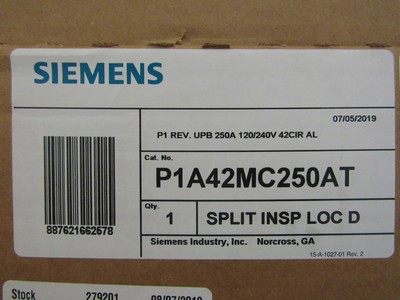 SIEMENS
07/05/2019
P1 REV. UPB 250A 120/240V 42CIR AL
Cat. No.
P1A42MC250AT
Qty.
1 SPLIT INSP LOC D
887621662578
Siemens Industry, Inc. Norcross, GA
15-A-1027-01 Rev. 2
Stock 279201